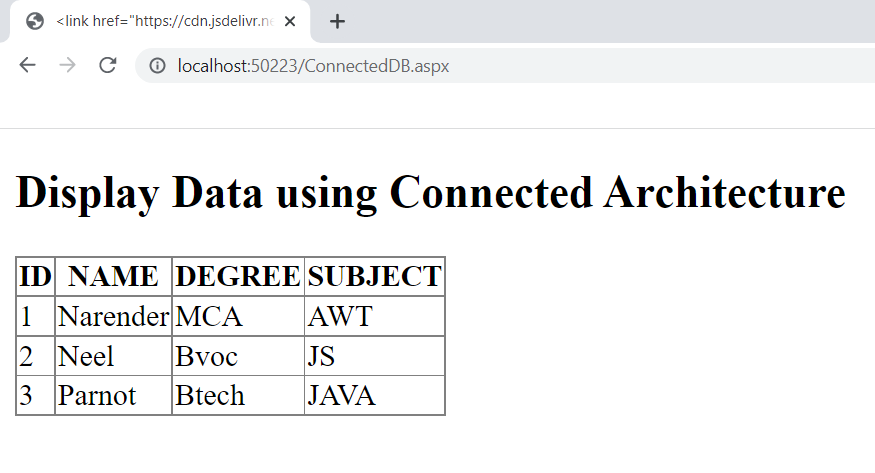 <link href="https://cdn.jsdelivr.ne
localhost:50223/ConnectedDB.aspx
Display Data using Connected Architecture
ID NAME DEGREE SUBJECT
1 Narender MCA AWT
2 Neel Bvoc JS
3 Parnot Btech JAVA